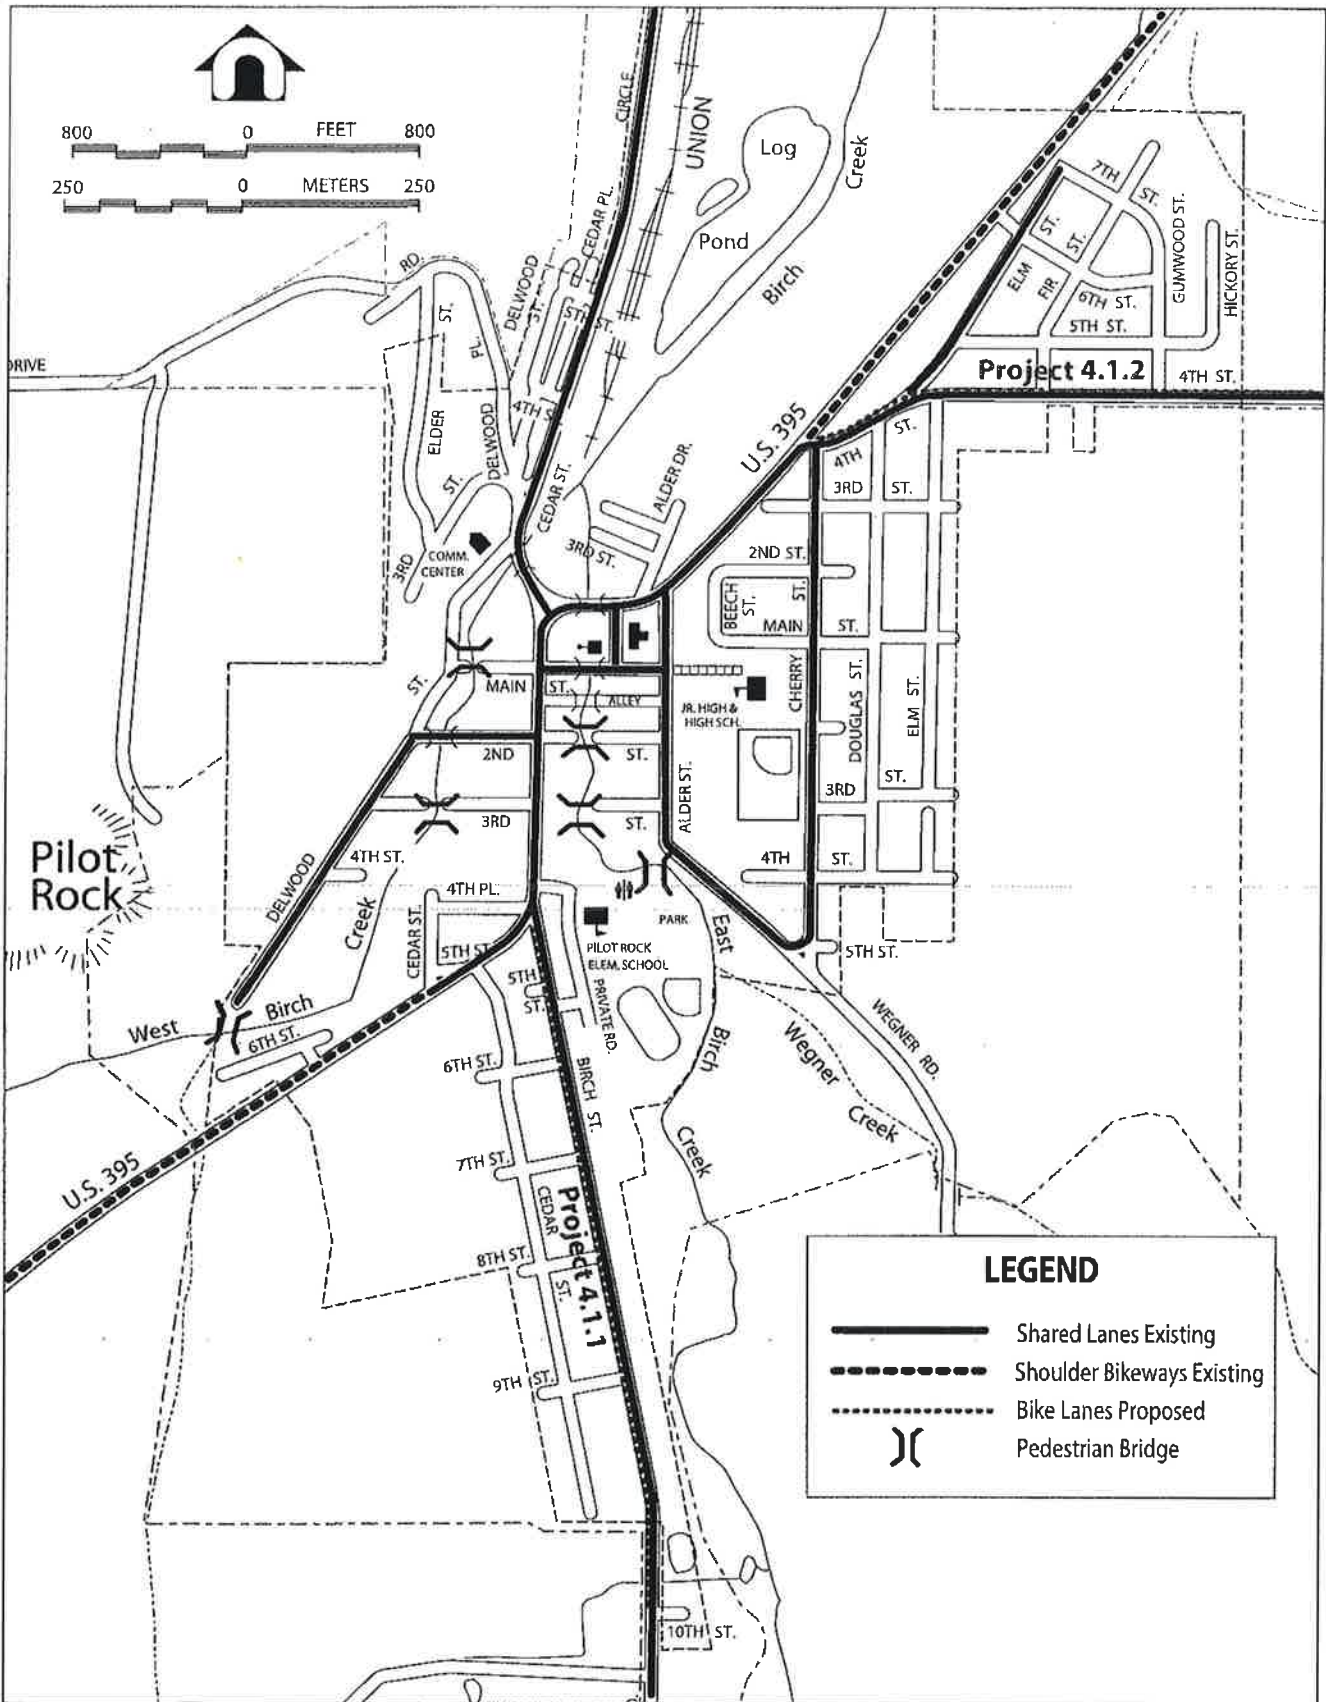 800 0 FEET 800
250 0 METERS 250
CIRCLE
UNION
Log
Pond
Creek
Birch
CEDAR PL.
DELWOOD
ST.
5TH ST.
RD.
ST.
PL.
DRIVE
ELDER
DELWOOD
4TH S
ST.
3RD
COMM.
CENTER
CEDAR ST.
ALDER DR.
3RD ST.
U.S. 395
7TH
ST.
ST.
ST.
ELM
FIR
6TH ST.
5TH ST.
GUMWOOD ST.
HICKORY ST.
Project 4.1.2
4TH ST.
ST.
4TH
3RD ST.
2ND ST.
BEECH
ST.
ST.
MAIN ST.
CHERRY
DOUGLAS ST.
ELM ST.
ST.
MAIN ST.
ALLEY
JR. HIGH &
HIGH SCH.
2ND ST.
ALDER ST.
3RD ST.
3RD ST.
4TH ST.
Pilot
Rock
DELWOOD
4TH ST.
4TH PL.
Creek
CEDAR ST.
5TH ST.
PARK
PILOT ROCK
ELEM. SCHOOL
East
Birch
Creek
5TH ST.
WEGNER RD.
Wegner
Creek
West Birch
6TH ST.
5TH
ST.
PRIVATE RD.
6TH ST.
BIRCH ST.
U.S. 395
7TH ST.
CEDAR
ST.
Project 4.1.1
8TH ST.
9TH ST.
10TH ST.
LEGEND
Shared Lanes Existing
Shoulder Bikeways Existing
Bike Lanes Proposed
Pedestrian Bridge